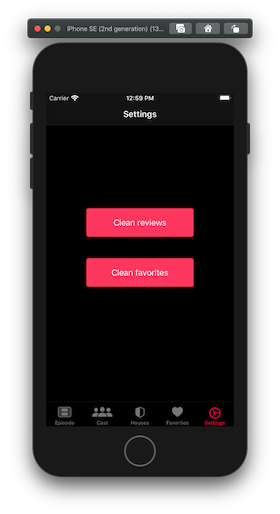 iPhone SE (2nd generation) (13...
Carrier 12:59 PM
Settings
Clean reviews
Clean favorites
Episode Cast Houses Favorites Settings